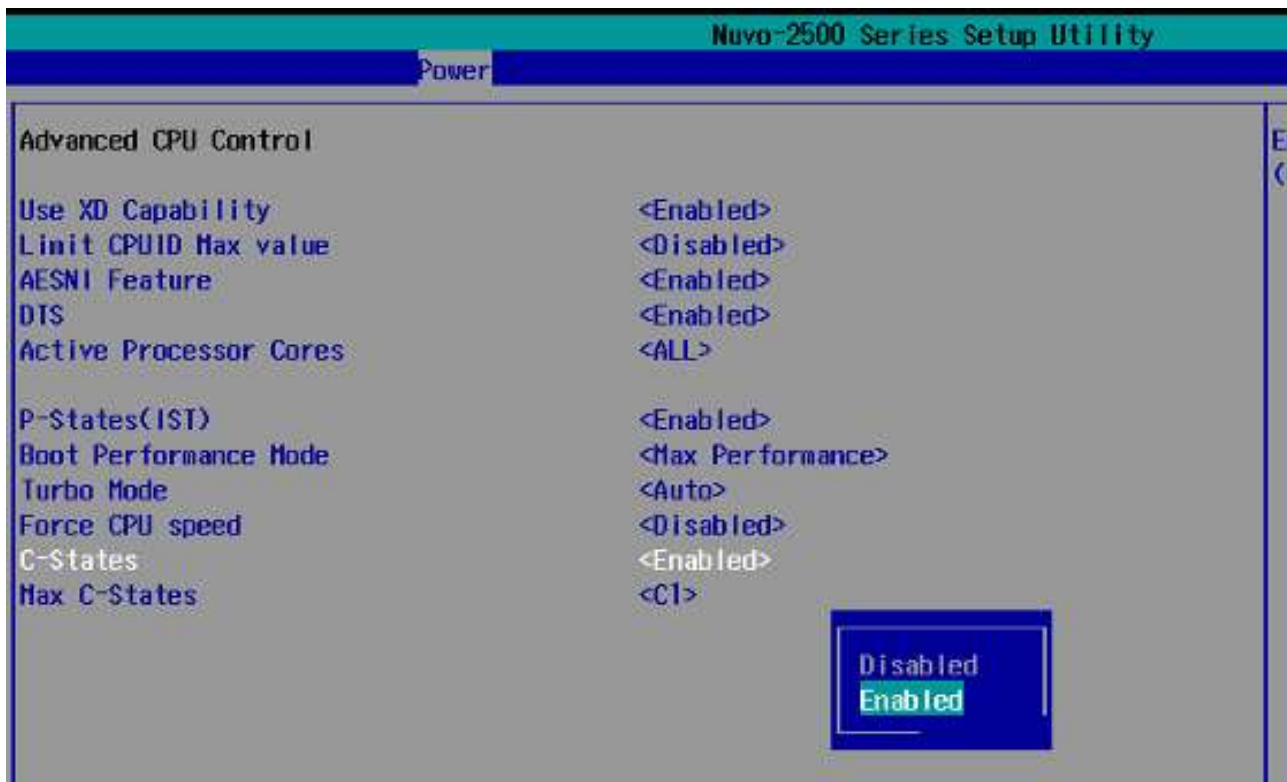 Nuvo-2500 Series Setup Utility
Power
Advanced CPU Control
Use XD Capability <Enabled>
Limit CPUID Max value <Disabled>
AESNI Feature <Enabled>
DTS <Enabled>
Active Processor Cores <ALL>
P-States(IST) <Enabled>
Boot Performance Mode <Max Performance>
Turbo Mode <Auto>
Force CPU speed <Disabled>
C-States <Enabled>
Max C-States <C1>
Disabled
Enabled